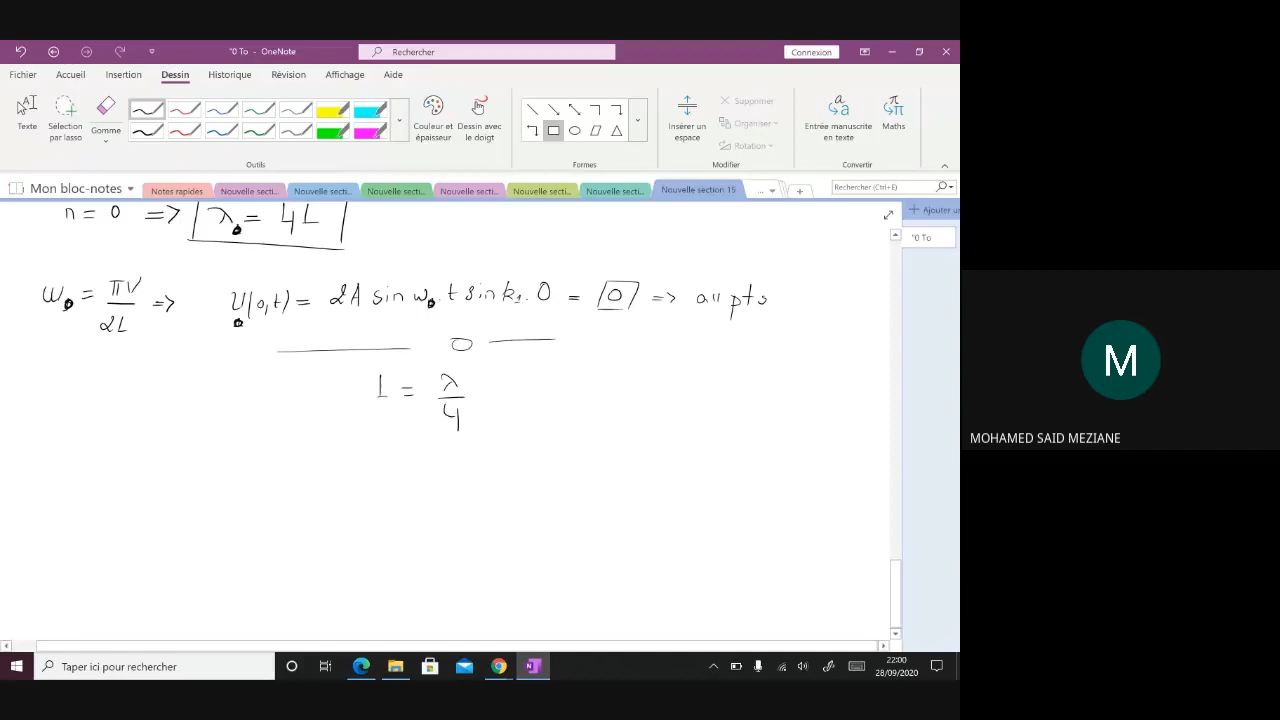 "0 To - OneNote
Rechercher
Connexion
Fichier Accueil Insertion Dessin Historique Révision Affichage Aide
Texte
Sélection par lasso
Gomme
Couleur et épaisseur
Dessin avec le doigt
Insérer un espace
Supprimer
Organiser
Rotation
Entrée manuscrite en texte
Maths
Outils Formes Modifier Convertir
Mon bloc-notes Notes rapides Nouvelle secti... Nouvelle secti... Nouvelle secti... Nouvelle secti... Nouvelle secti... Nouvelle secti... Nouvelle section 15 ... Rechercher (Ctrl+E)
Ajouter un
"0 To
n = 0 => λ₀ = 4L
ω₀ = πV/2L => U₀(0,t) = 2A sin ω₀.t sin k₁.0 = 0 => all pts
0
L = λ/4
M
MOHAMED SAID MEZIANE
Taper ici pour rechercher
22:00
28/09/2020